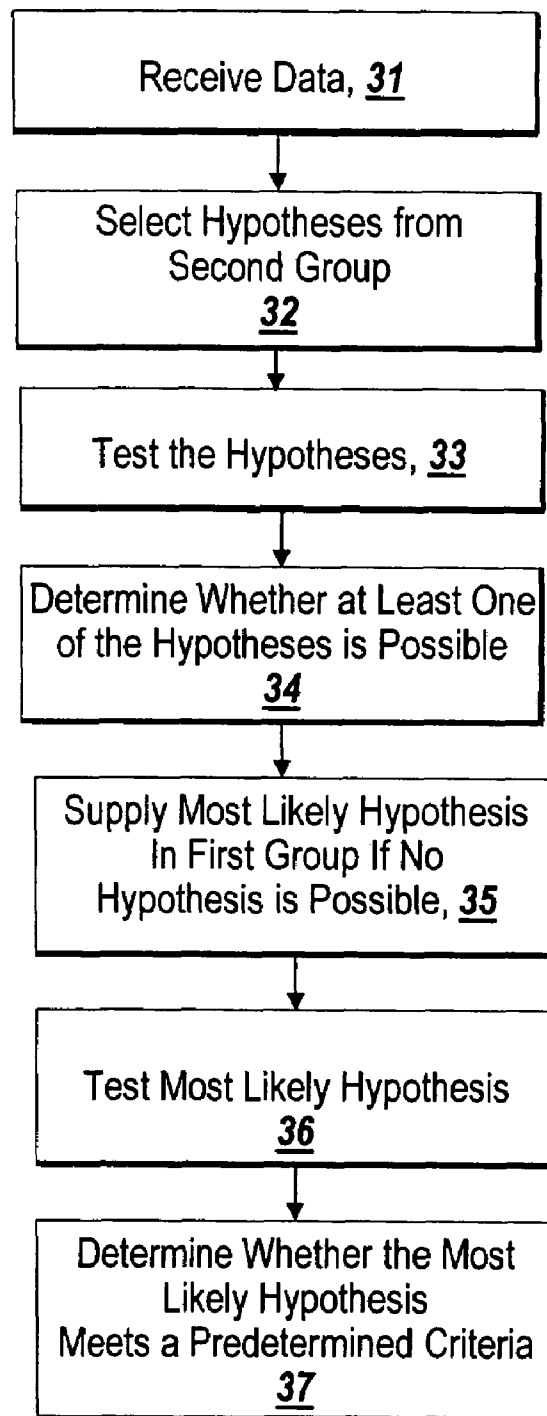 Receive Data, 31
Select Hypotheses from
Second Group
32
Test the Hypotheses, 33
Determine Whether at Least One
of the Hypotheses is Possible
34
Supply Most Likely Hypothesis
In First Group If No
Hypothesis is Possible, 35
Test Most Likely Hypothesis
36
Determine Whether the Most
Likely Hypothesis
Meets a Predetermined Criteria
37